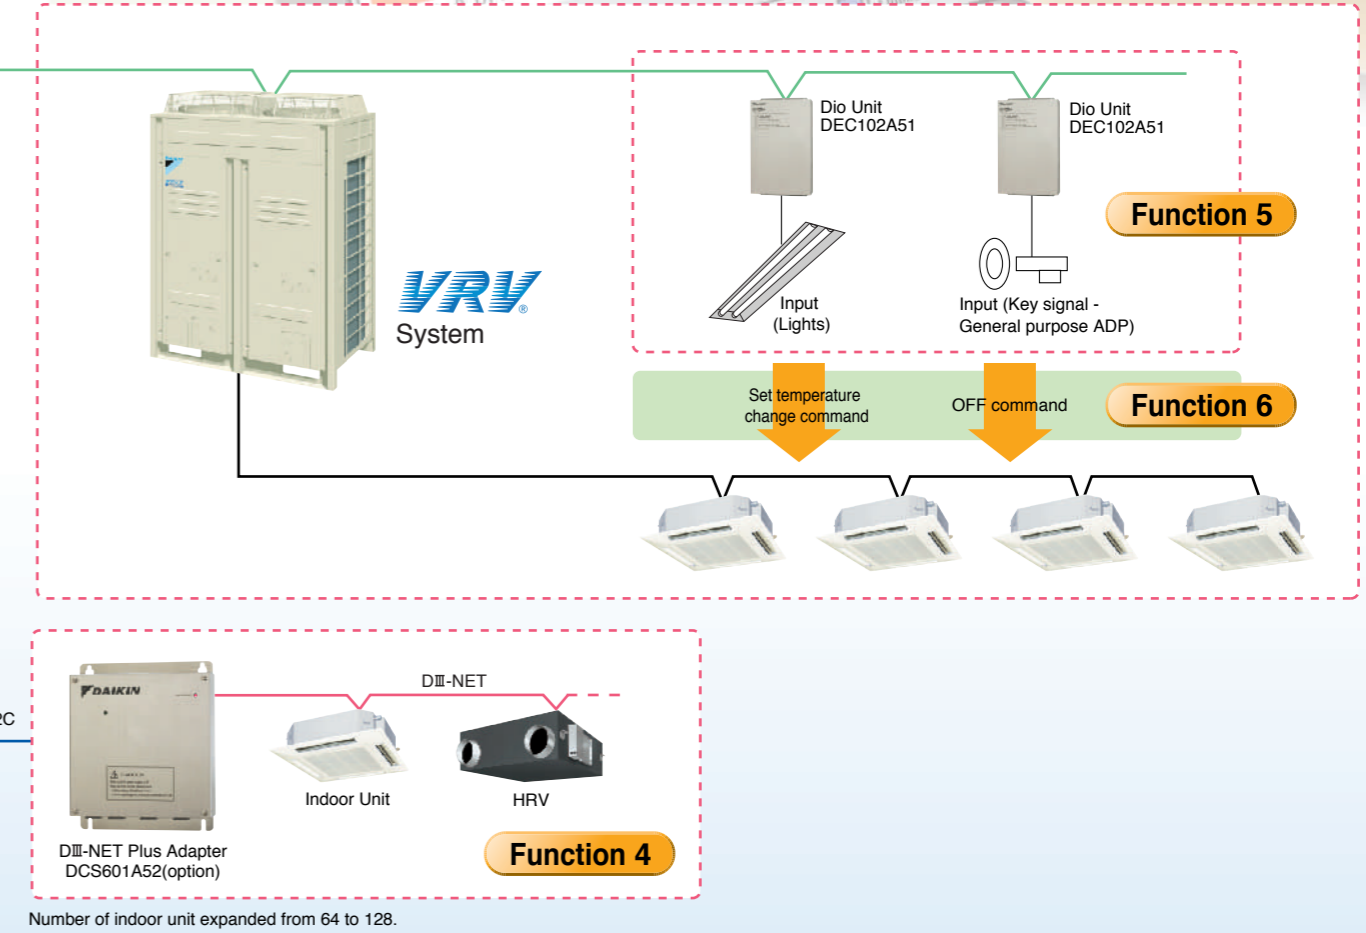 Dio Unit
DEC102A51
Dio Unit
DEC102A51
Function 5
VRV®
System
Input
(Lights)
Input (Key signal -
General purpose ADP)
Set temperature
change command
OFF command
Function 6
DAIKIN
DⅢ-NET
2C
Indoor Unit
HRV
Function 4
DⅢ-NET Plus Adapter
DCS601A52(option)
Number of indoor unit expanded from 64 to 128.